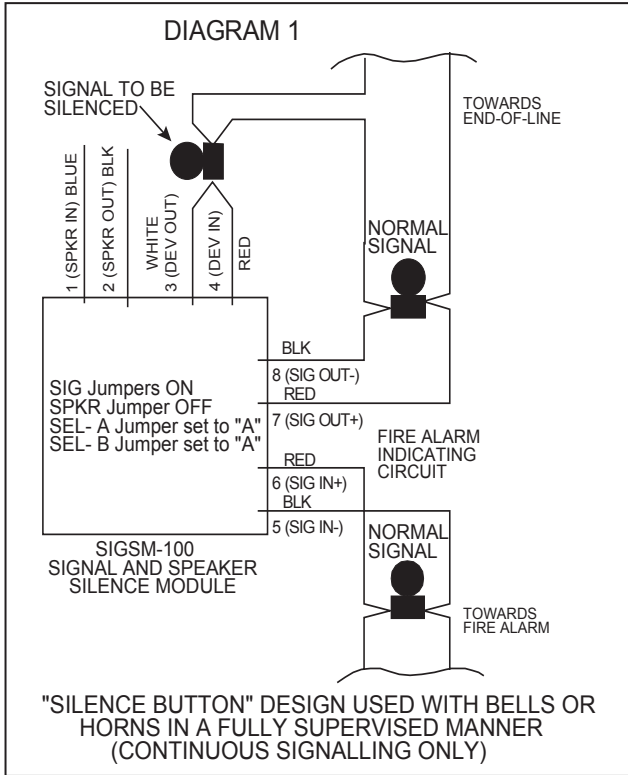 DIAGRAM 1
SIGNAL TO BE
SILENCED
TOWARDS
END-OF-LINE
1 (SPKR IN) BLUE
2 (SPKR OUT) BLK
WHITE
3 (DEV OUT)
4 (DEV IN)
RED
NORMAL
SIGNAL
BLK
8 (SIG OUT-)
RED
7 (SIG OUT+)
SIG Jumpers ON
SPKR Jumper OFF
SEL- A Jumper set to "A"
SEL- B Jumper set to "A"
FIRE ALARM
INDICATING
CIRCUIT
RED
6 (SIG IN+)
BLK
5 (SIG IN-)
NORMAL
SIGNAL
SIGSM-100
SIGNAL AND SPEAKER
SILENCE MODULE
TOWARDS
FIRE ALARM
"SILENCE BUTTON" DESIGN USED WITH BELLS OR
HORNS IN A FULLY SUPERVISED MANNER
(CONTINUOUS SIGNALLING ONLY)